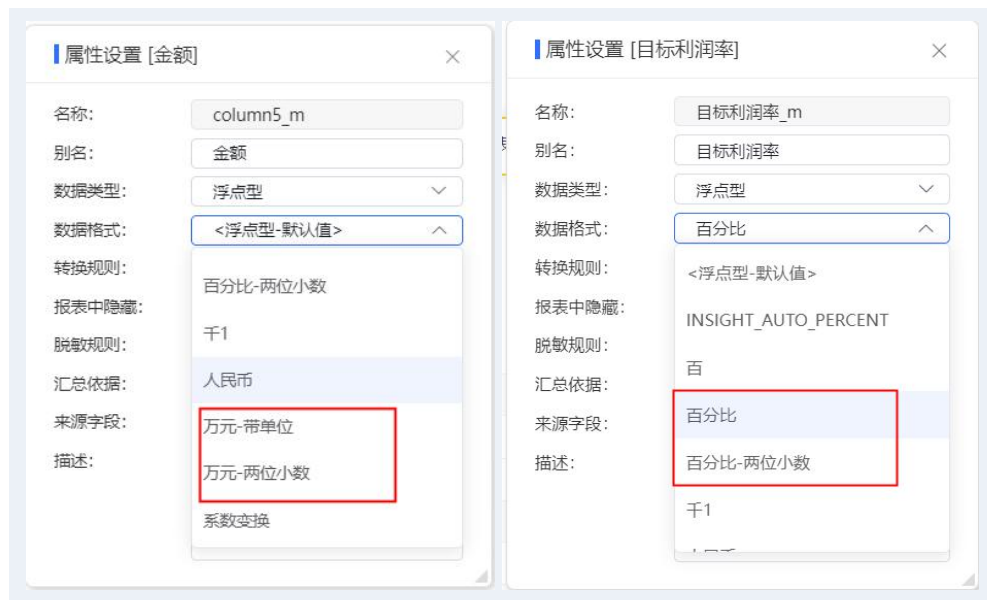 属性设置 [金额]
名称: column5_m
别名: 金额
数据类型: 浮点型
数据格式: <浮点型-默认值>
转换规则:
报表中隐藏:
脱敏规则:
汇总依据:
来源字段:
描述:
百分比-两位小数
千1
人民币
万元-带单位
万元-两位小数
系数变换
属性设置 [目标利润率]
名称: 目标利润率_m
别名: 目标利润率
数据类型: 浮点型
数据格式: 百分比
转换规则:
报表中隐藏:
脱敏规则:
汇总依据:
来源字段:
描述:
<浮点型-默认值>
INSIGHT_AUTO_PERCENT
百
百分比
百分比-两位小数
千1